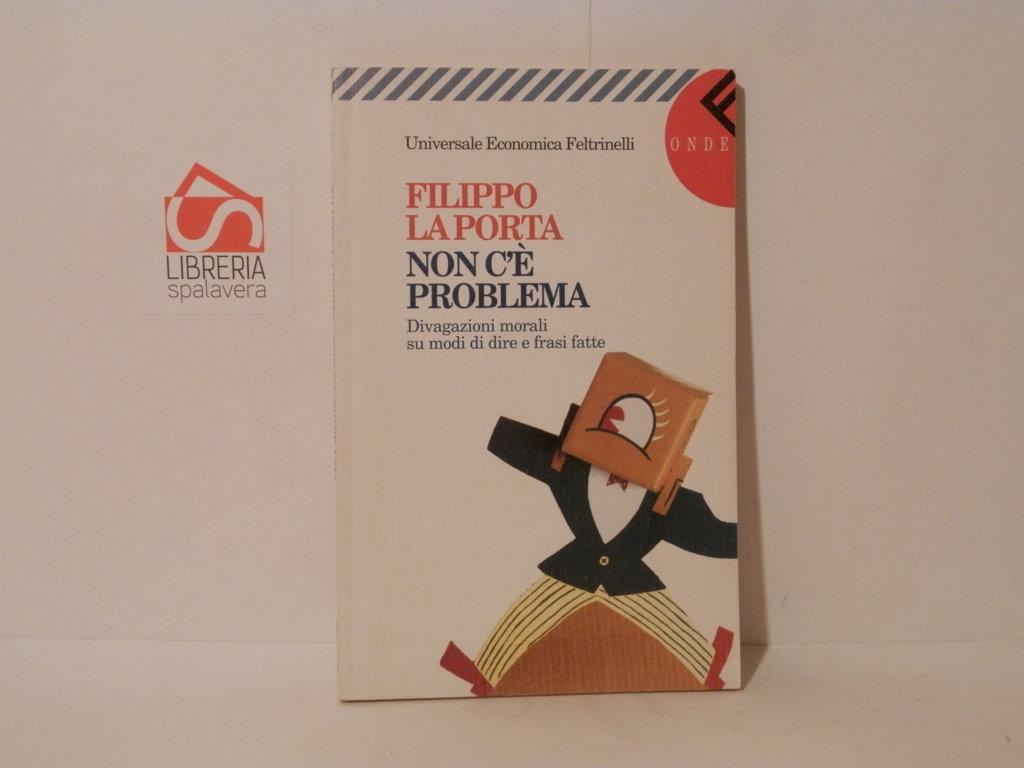 LIBRERIA
spalavera
Universale Economica Feltrinelli
ONDE
FILIPPO
LA PORTA
NON C'È
PROBLEMA
Divagazioni morali
su modi di dire e frasi fatte